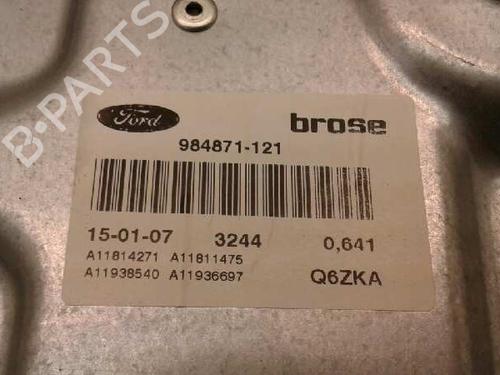 B-PARTS
Ford brose
984871-121
15-01-07 3244 0,641
A11814271 A11811475
A11938540 A11936697 Q6ZKA